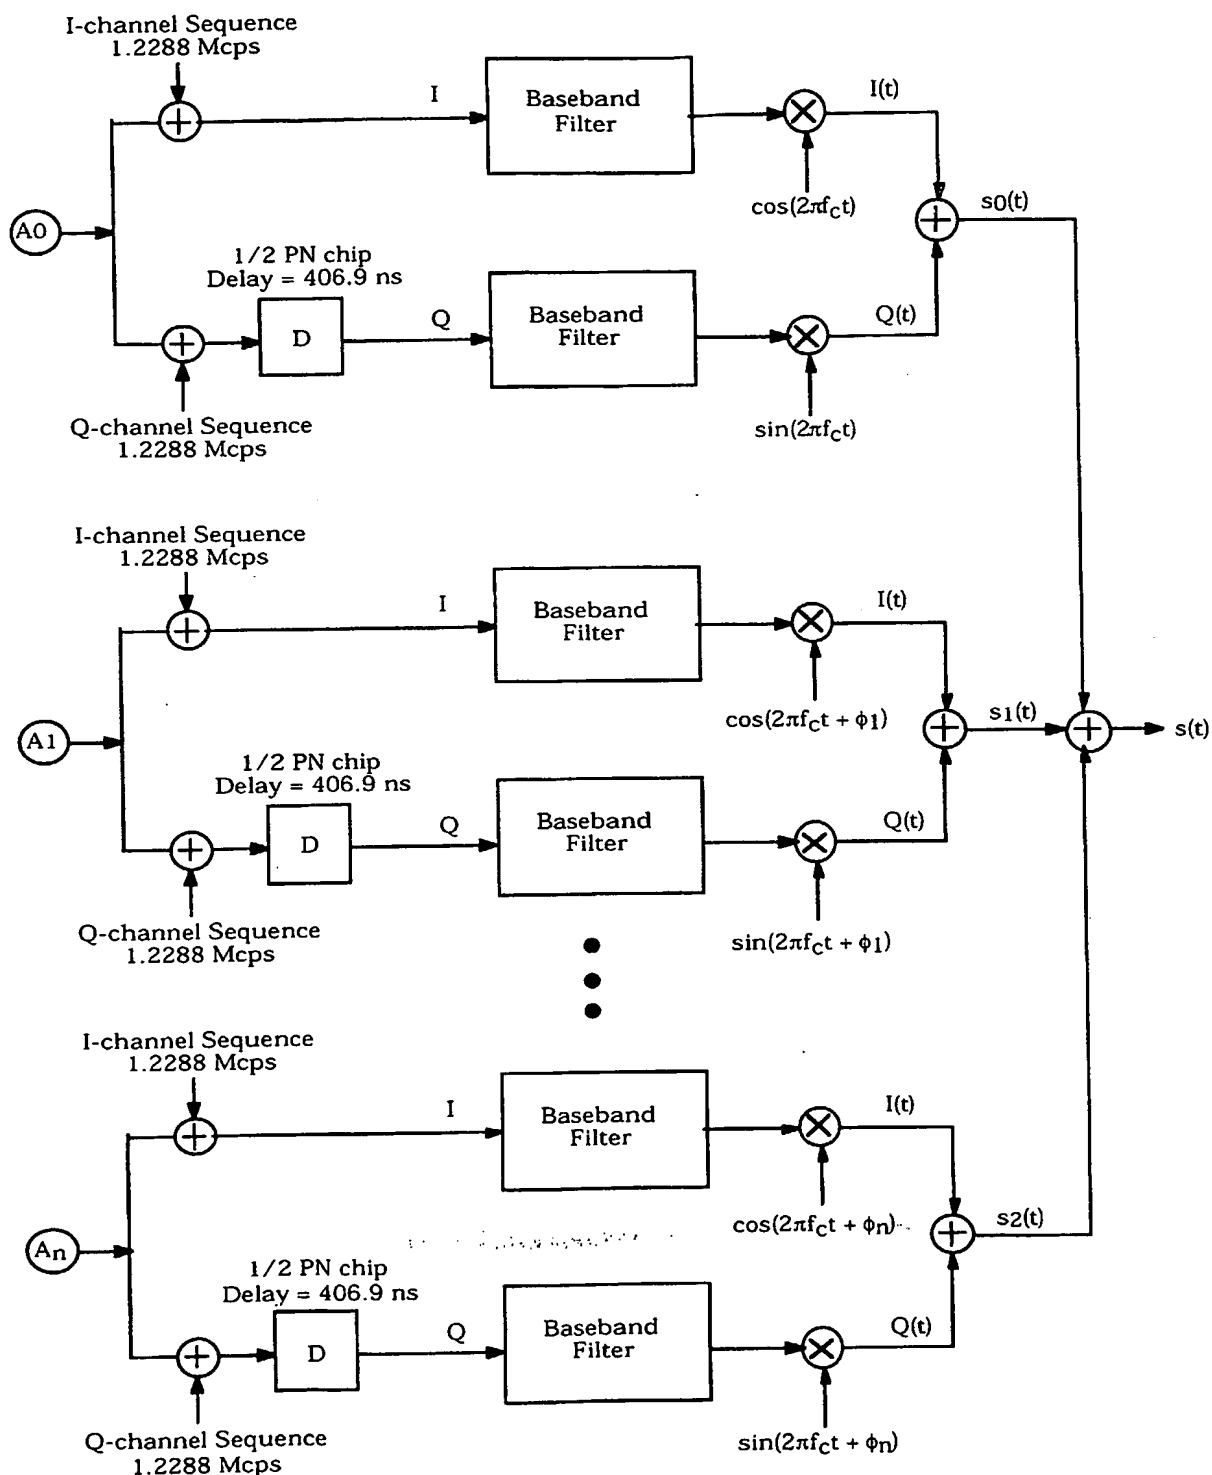 I-channel Sequence
1.2288 Mcps
I
Baseband
Filter
I(t)
cos(2πfct)
A0
s0(t)
1/2 PN chip
Delay = 406.9 ns
D
Q
Baseband
Filter
Q(t)
sin(2πfct)
Q-channel Sequence
1.2288 Mcps
I-channel Sequence
1.2288 Mcps
I
Baseband
Filter
I(t)
cos(2πfct + ϕ1)
A1
s1(t)
s(t)
1/2 PN chip
Delay = 406.9 ns
D
Q
Baseband
Filter
Q(t)
sin(2πfct + ϕ1)
Q-channel Sequence
1.2288 Mcps
I-channel Sequence
1.2288 Mcps
I
Baseband
Filter
I(t)
cos(2πfct + ϕn)
An
s2(t)
1/2 PN chip
Delay = 406.9 ns
D
Q
Baseband
Filter
Q(t)
sin(2πfct + ϕn)
Q-channel Sequence
1.2288 Mcps